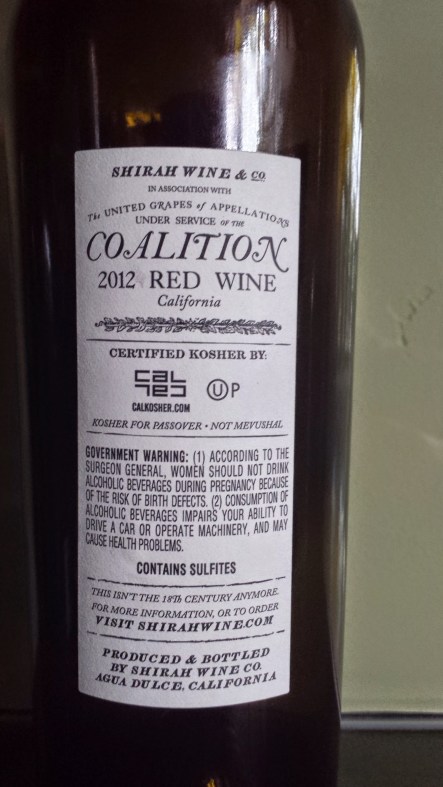 SHIRAH WINE & CO.
IN ASSOCIATION WITH
The UNITED GRAPES of APPELLATIONS
UNDER SERVICE OF THE
COALITION
2012 RED WINE
California
CERTIFIED KOSHER BY:
CALKOSHER.COM
U P
KOSHER FOR PASSOVER • NOT MEVUSHAL
GOVERNMENT WARNING: (1) ACCORDING TO THE
SURGEON GENERAL, WOMEN SHOULD NOT DRINK
ALCOHOLIC BEVERAGES DURING PREGNANCY BECAUSE
OF THE RISK OF BIRTH DEFECTS. (2) CONSUMPTION OF
ALCOHOLIC BEVERAGES IMPAIRS YOUR ABILITY TO
DRIVE A CAR OR OPERATE MACHINERY, AND MAY
CAUSE HEALTH PROBLEMS.
CONTAINS SULFITES
THIS ISN'T THE 18Th CENTURY ANYMORE.
FOR MORE INFORMATION, OR TO ORDER
VISIT SHIRAHWINE.COM
PRODUCED & BOTTLED
BY SHIRAH WINE CO.
AGUA DULCE, CALIFORNIA